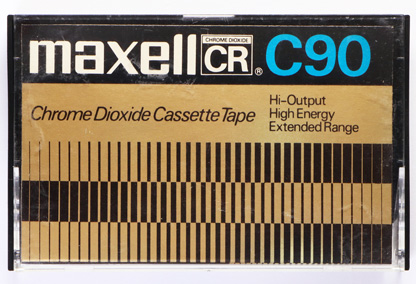 maxell CHROME DIOXIDE CR® C90
Chrome Dioxide Cassette Tape
Hi-Output
High Energy
Extended Range